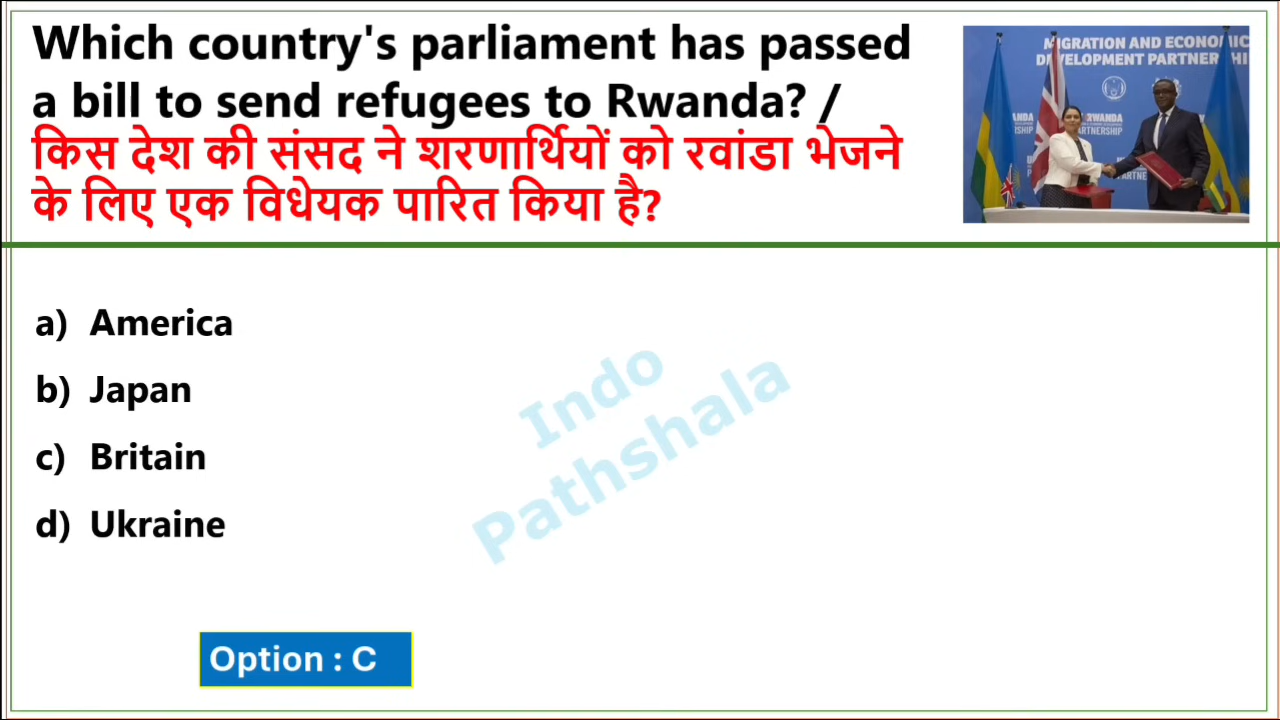 Which country's parliament has passed
a bill to send refugees to Rwanda? /
किस देश की संसद ने शरणार्थियों को रवांडा भेजने
के लिए एक विधेयक पारित किया है?
MIGRATION AND ECONOMIC
DEVELOPMENT PARTNERSHI
a) America
b) Japan
c) Britain
d) Ukraine
Indo
Pathshala
Option : C